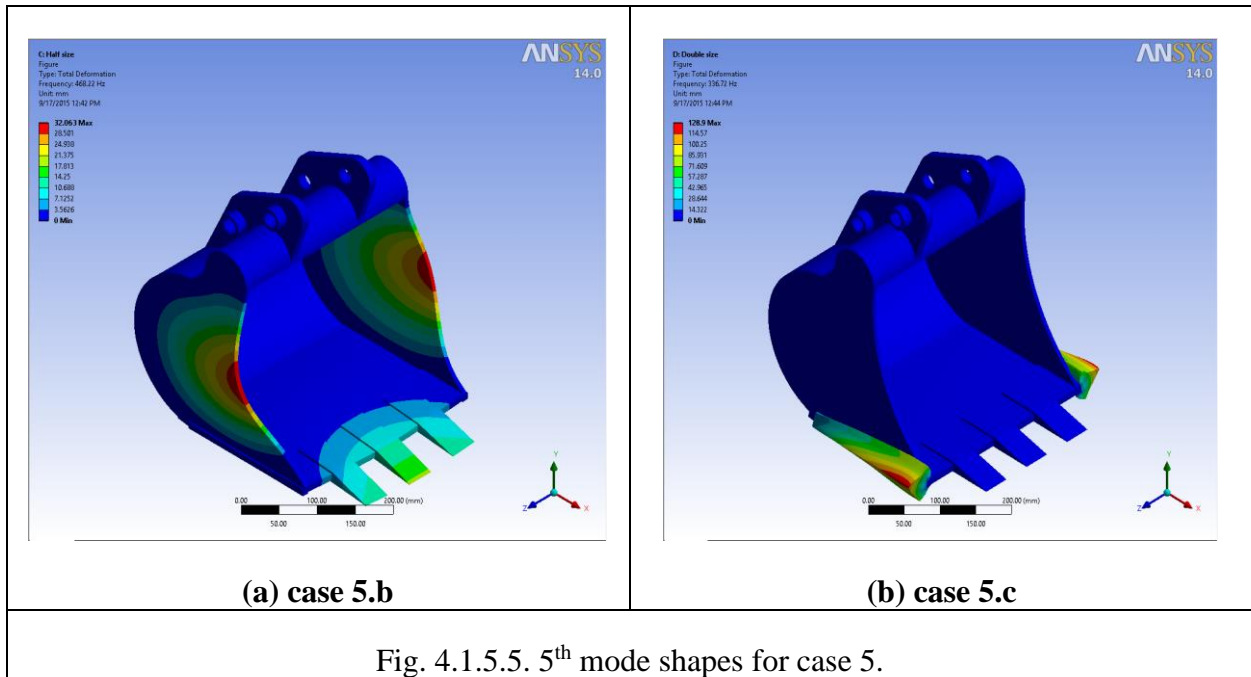 C: Half size
Figure
Type: Total Deformation
Frequency: 468.22 Hz
Unit: mm
9/17/2015 12:42 PM
32.063 Max
28.501
24.938
21.375
17.813
14.25
10.688
7.1252
3.5626
0 Min
ANSYS
14.0
0.00 100.00 200.00 (mm)
50.00 150.00
Y
Z X
(a) case 5.b
D: Double size
Figure
Type: Total Deformation
Frequency: 336.72 Hz
Unit: mm
9/17/2015 12:44 PM
128.9 Max
114.57
100.25
85.931
71.609
57.287
42.965
28.644
14.322
0 Min
ANSYS
14.0
0.00 100.00 200.00 (mm)
50.00 150.00
Y
Z X
(b) case 5.c
Fig. 4.1.5.5. 5th mode shapes for case 5.